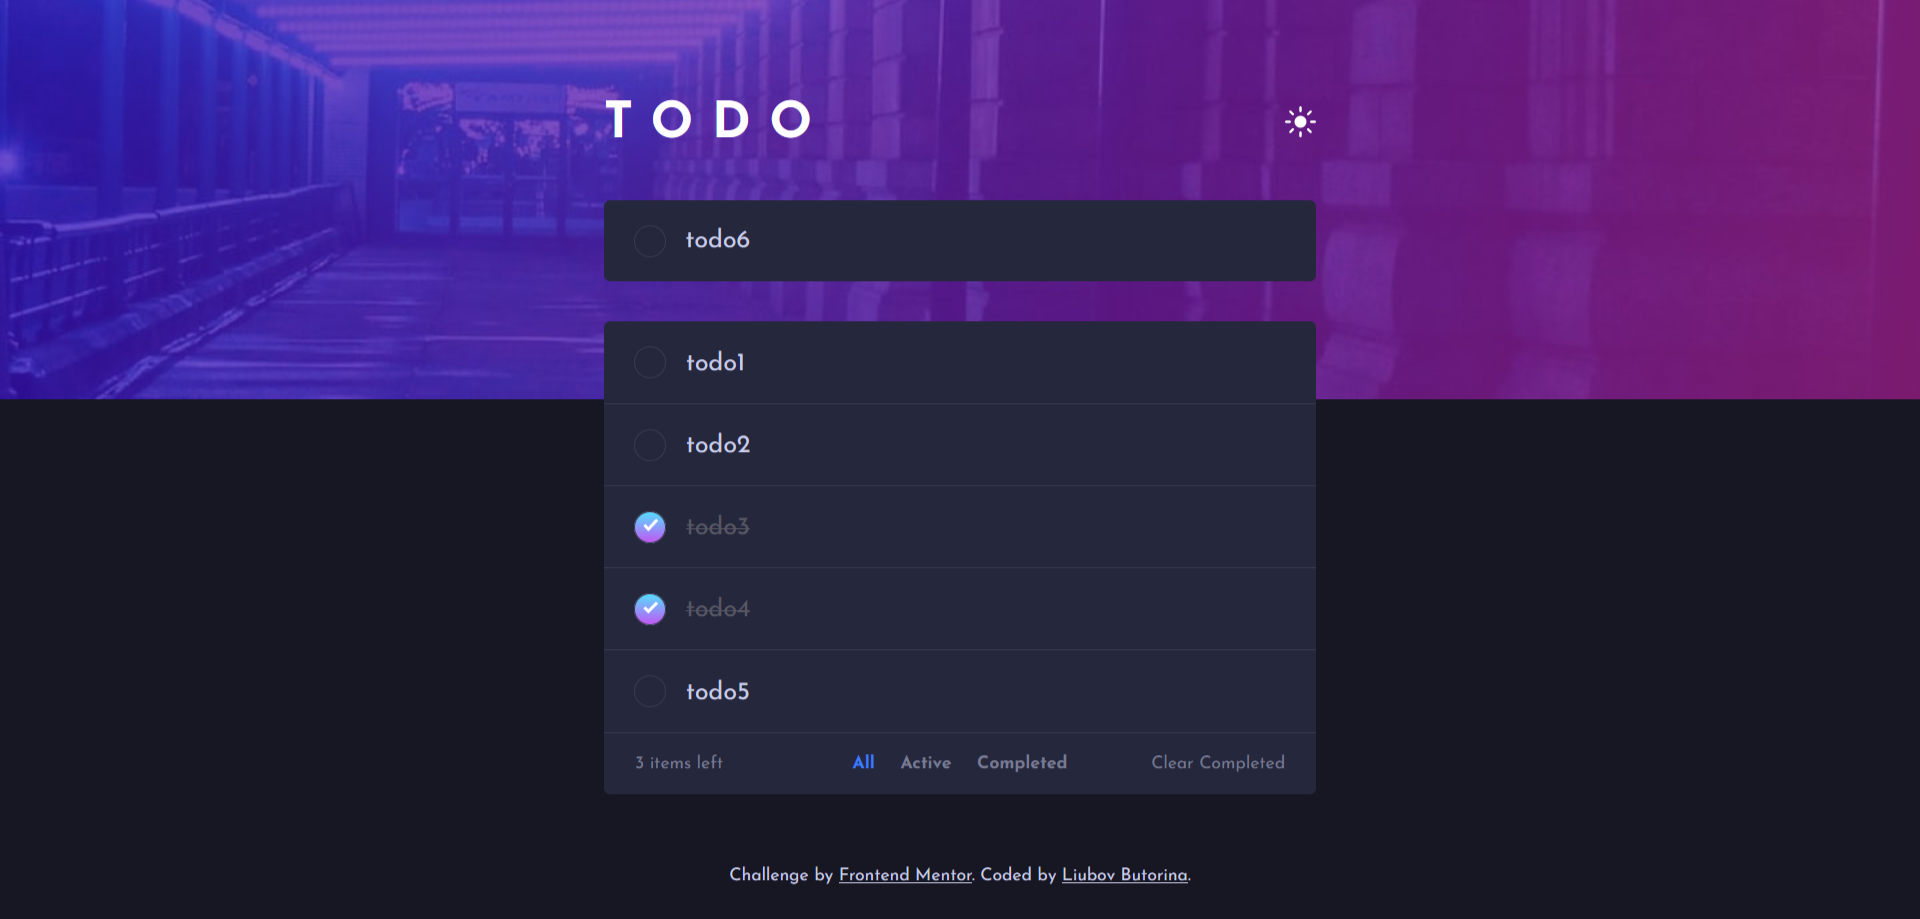 TODO
todo6
todo1
todo2
todo3
todo4
todo5
3 items left All Active Completed Clear Completed
Challenge by Frontend Mentor. Coded by Liubov Butorina.